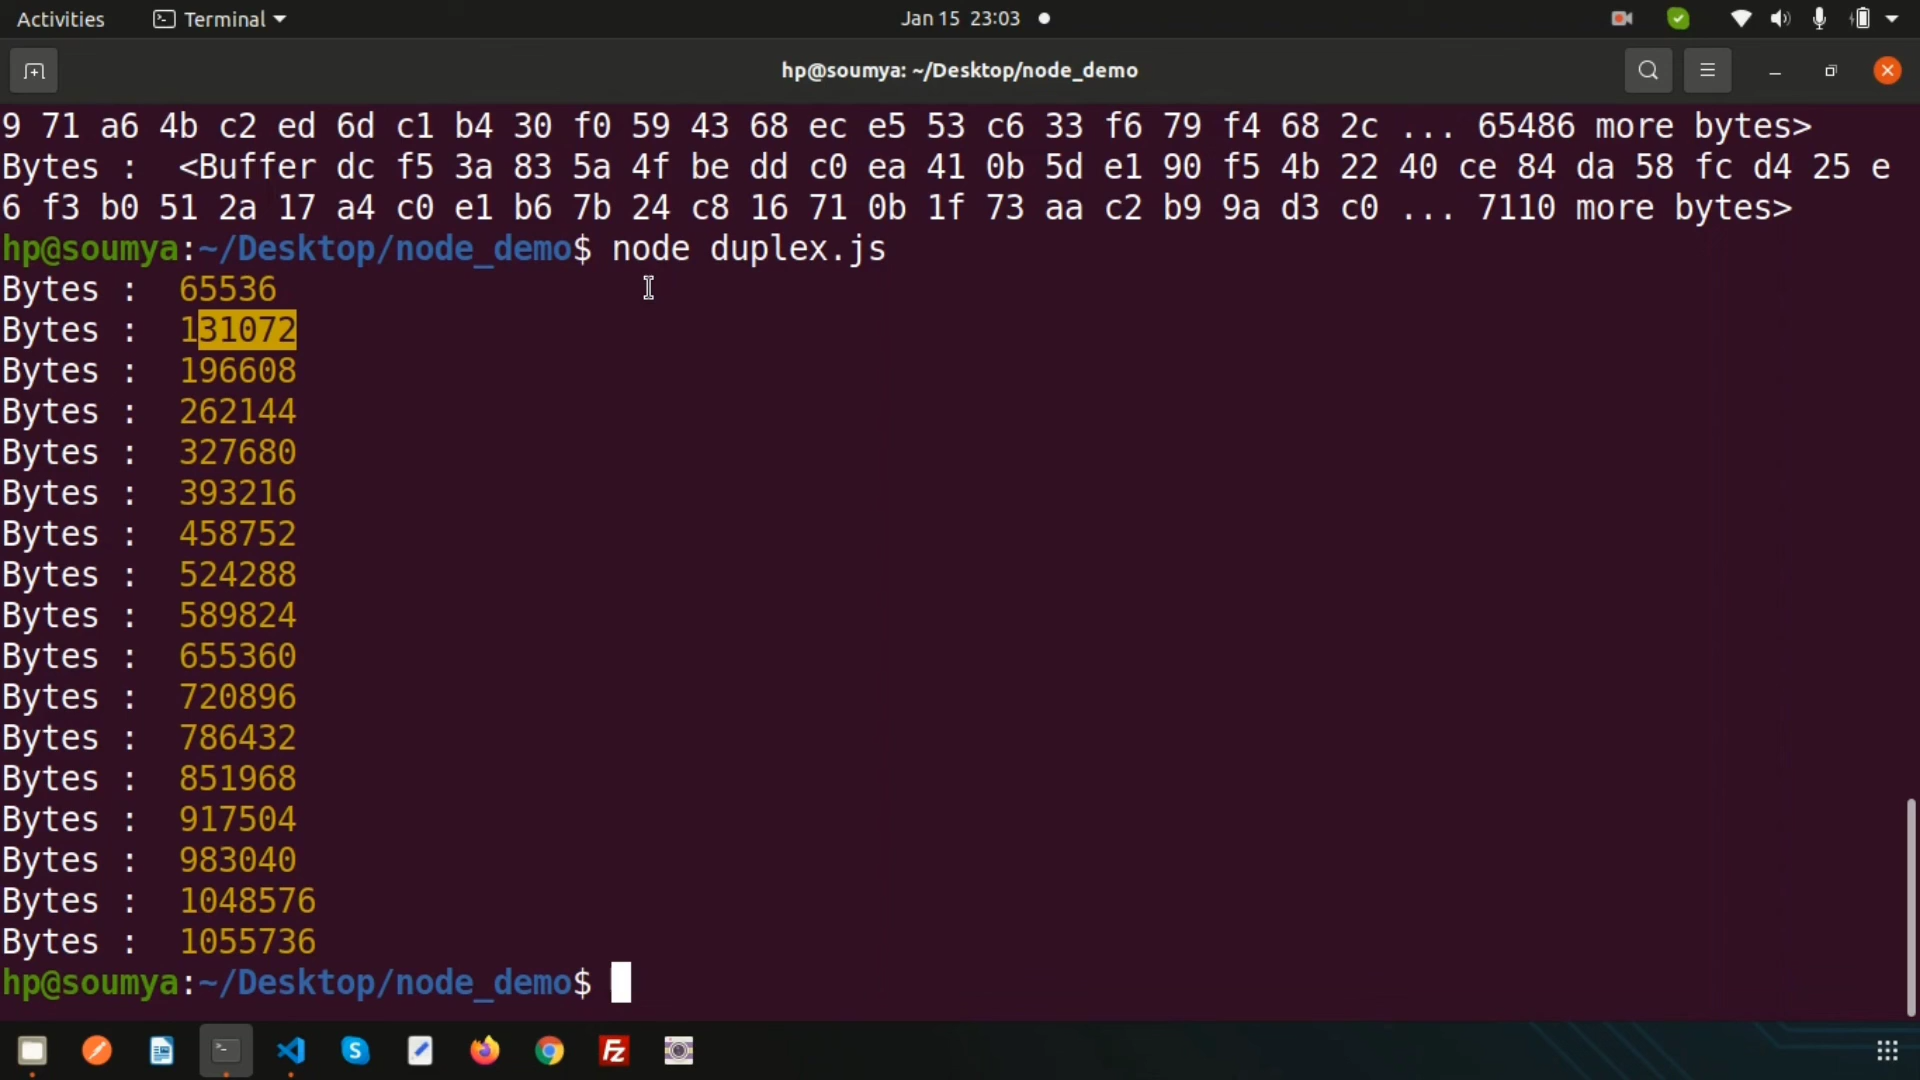 Activities Terminal Jan 15 23:03
hp@soumya: ~/Desktop/node_demo
9 71 a6 4b c2 ed 6d c1 b4 30 f0 59 43 68 ec e5 53 c6 33 f6 79 f4 68 2c ... 65486 more bytes>
Bytes :  <Buffer dc f5 3a 83 5a 4f be dd c0 ea 41 0b 5d e1 90 f5 4b 22 40 ce 84 da 58 fc d4 25 e
6 f3 b0 51 2a 17 a4 c0 e1 b6 7b 24 c8 16 71 0b 1f 73 aa c2 b9 9a d3 c0 ... 7110 more bytes>
hp@soumya:~/Desktop/node_demo$ node duplex.js
Bytes :  65536
Bytes :  131072
Bytes :  196608
Bytes :  262144
Bytes :  327680
Bytes :  393216
Bytes :  458752
Bytes :  524288
Bytes :  589824
Bytes :  655360
Bytes :  720896
Bytes :  786432
Bytes :  851968
Bytes :  917504
Bytes :  983040
Bytes :  1048576
Bytes :  1055736
hp@soumya:~/Desktop/node_demo$